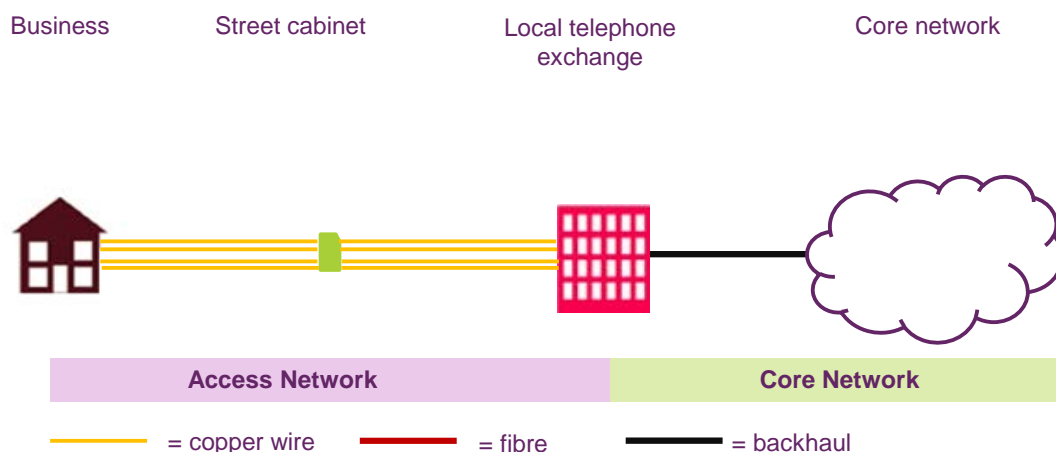 Business
Street cabinet
Local telephone
exchange
Core network
Access Network
Core Network
= copper wire
= fibre
= backhaul